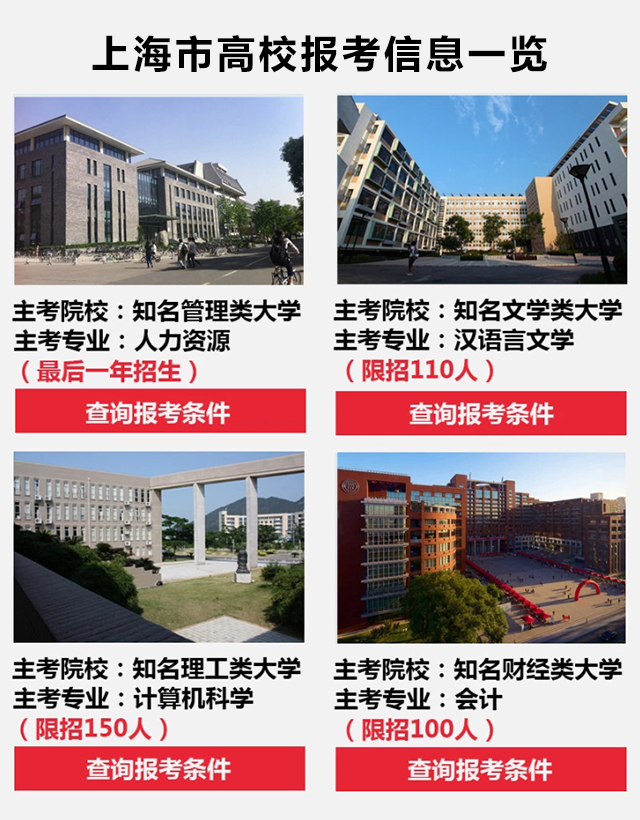 上海市高校报考信息一览
主考院校：知名管理类大学
主考专业：人力资源
（最后一年招生）
查询报考条件
主考院校：知名文学类大学
主考专业：汉语言文学
（限招110人）
查询报考条件
主考院校：知名理工类大学
主考专业：计算机科学
（限招150人）
查询报考条件
主考院校：知名财经类大学
主考专业：会计
（限招100人）
查询报考条件